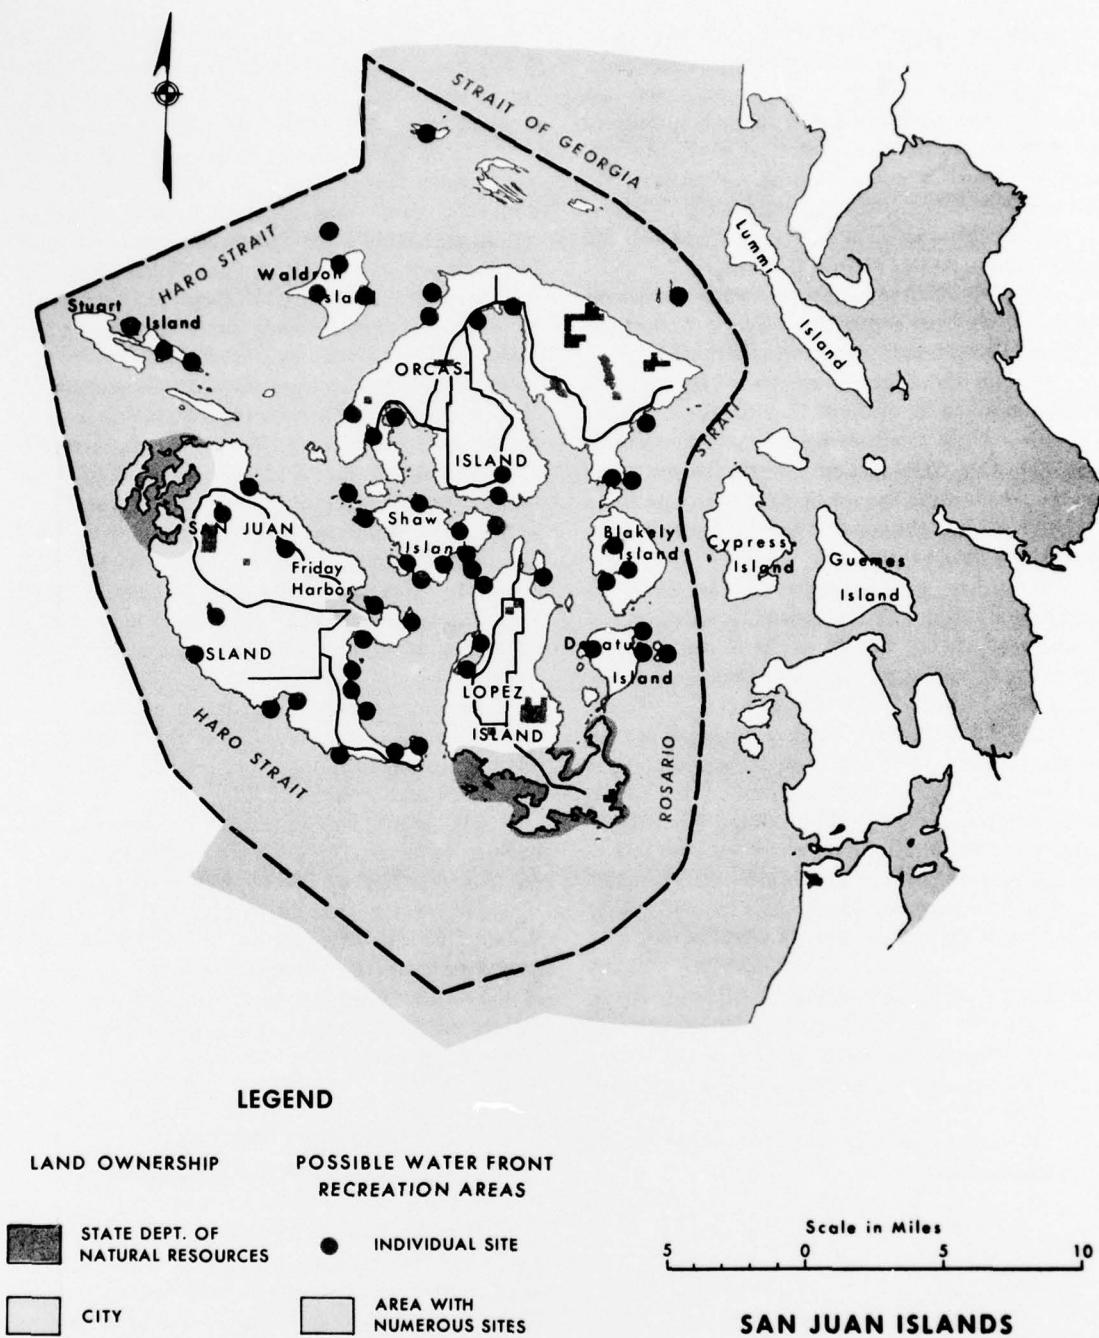 STRAIT OF GEORGIA
HARO STRAIT
Waldron
Island
Stuart
Island
Lummi
Island
ORCAS
ISLAND
STRAIT
SAN JUAN
Shaw
Island
Blakely
Island
Cypress
Island
Guemes
Island
Friday
Harbor
SLAND
Decatur
Island
LOPEZ
ISLAND
HARO STRAIT
ROSARIO
LEGEND
LAND OWNERSHIP
POSSIBLE WATER FRONT
RECREATION AREAS
STATE DEPT. OF
NATURAL RESOURCES
INDIVIDUAL SITE
CITY
AREA WITH
NUMEROUS SITES
Scale in Miles
5 0 5 10
SAN JUAN ISLANDS